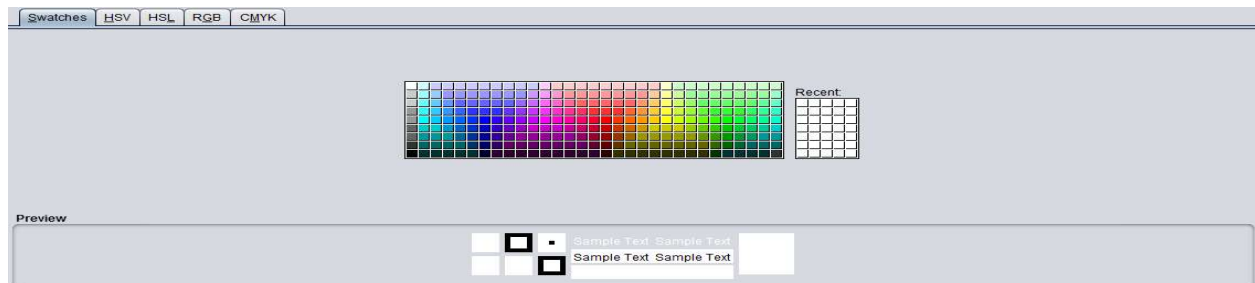 Swatches HSV HSL RGB CMYK
Recent:
Preview
Sample Text Sample Text
Sample Text Sample Text